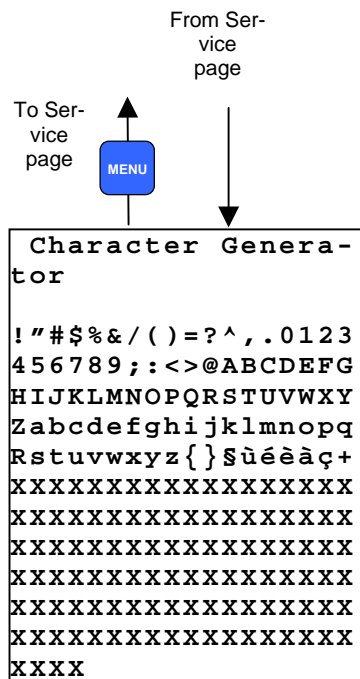 From Ser-
vice
page
To Ser-
vice
page
MENU
Character Genera-
tor
!"#$%&/()=?^,.0123
456789;:<>@ABCDEFG
HIJKLMNOPQRSTUVWXY
Zabcdefghijklmnopq
Rstuvwxyz{}§ùéèàç+
XXXXXXXXXXXXXXXXXX
XXXXXXXXXXXXXXXXXX
XXXXXXXXXXXXXXXXXX
XXXXXXXXXXXXXXXXXX
XXXXXXXXXXXXXXXXXX
XXXXXXXXXXXXXXXXXX
XXXX